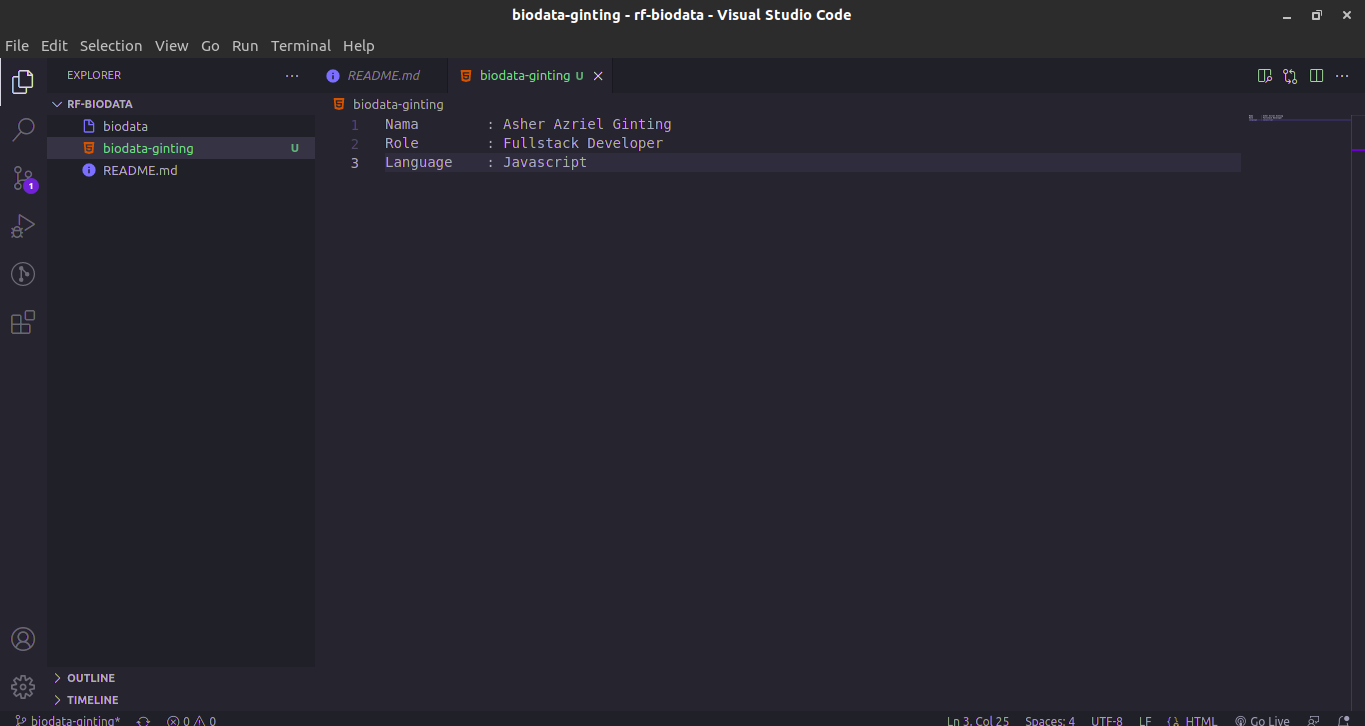 biodata-ginting - rf-biodata - Visual Studio Code
File Edit Selection View Go Run Terminal Help
EXPLORER
README.md
biodata-ginting U
RF-BIODATA
biodata
biodata-ginting U
README.md
1
biodata-ginting
1 Nama : Asher Azriel Ginting
2 Role : Fullstack Developer
3 Language : Javascript
OUTLINE
TIMELINE
biodata-ginting* 0 0 Ln 3, Col 25 Spaces: 4 UTF-8 LF HTML Go Live